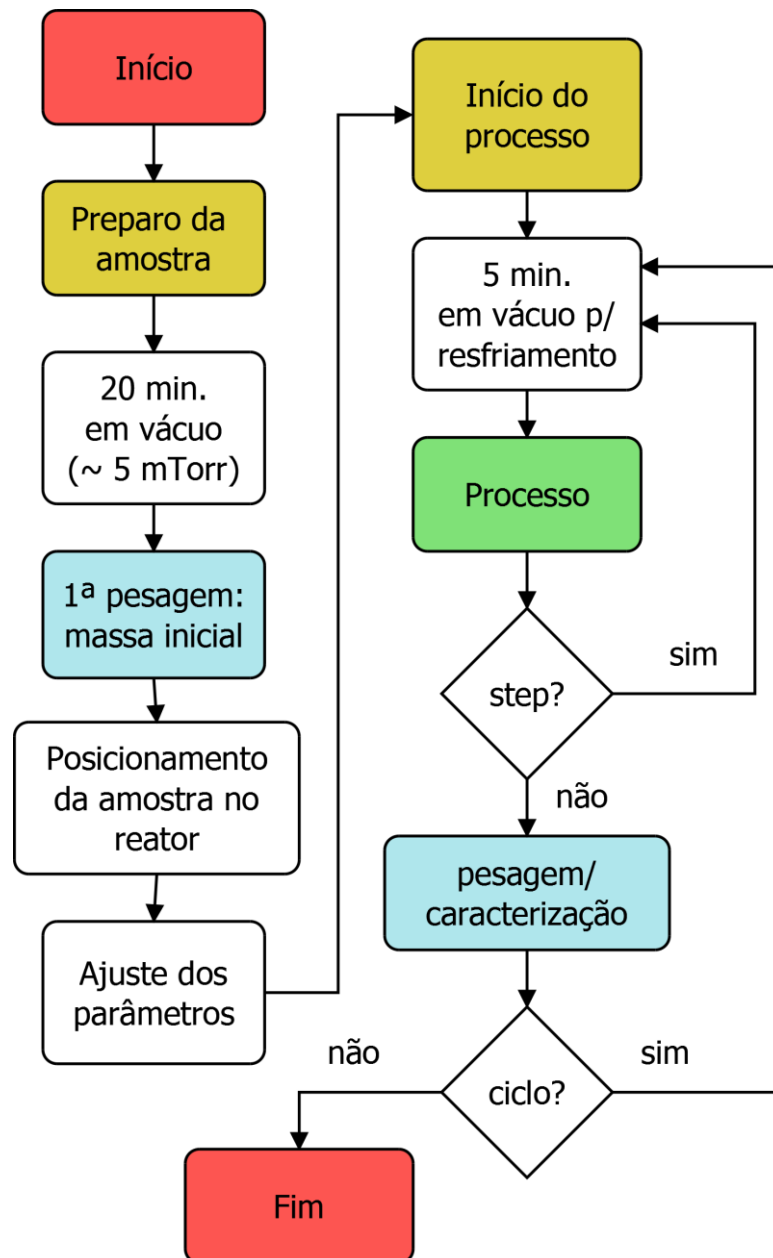 Início
Preparo da
amostra
20 min.
em vácuo
(~ 5 mTorr)
1ª pesagem:
massa inicial
Posicionamento
da amostra no
reator
Ajuste dos
parâmetros
Início do
processo
5 min.
em vácuo p/
resfriamento
Processo
step?
sim
não
pesagem/
caracterização
ciclo?
não
sim
Fim